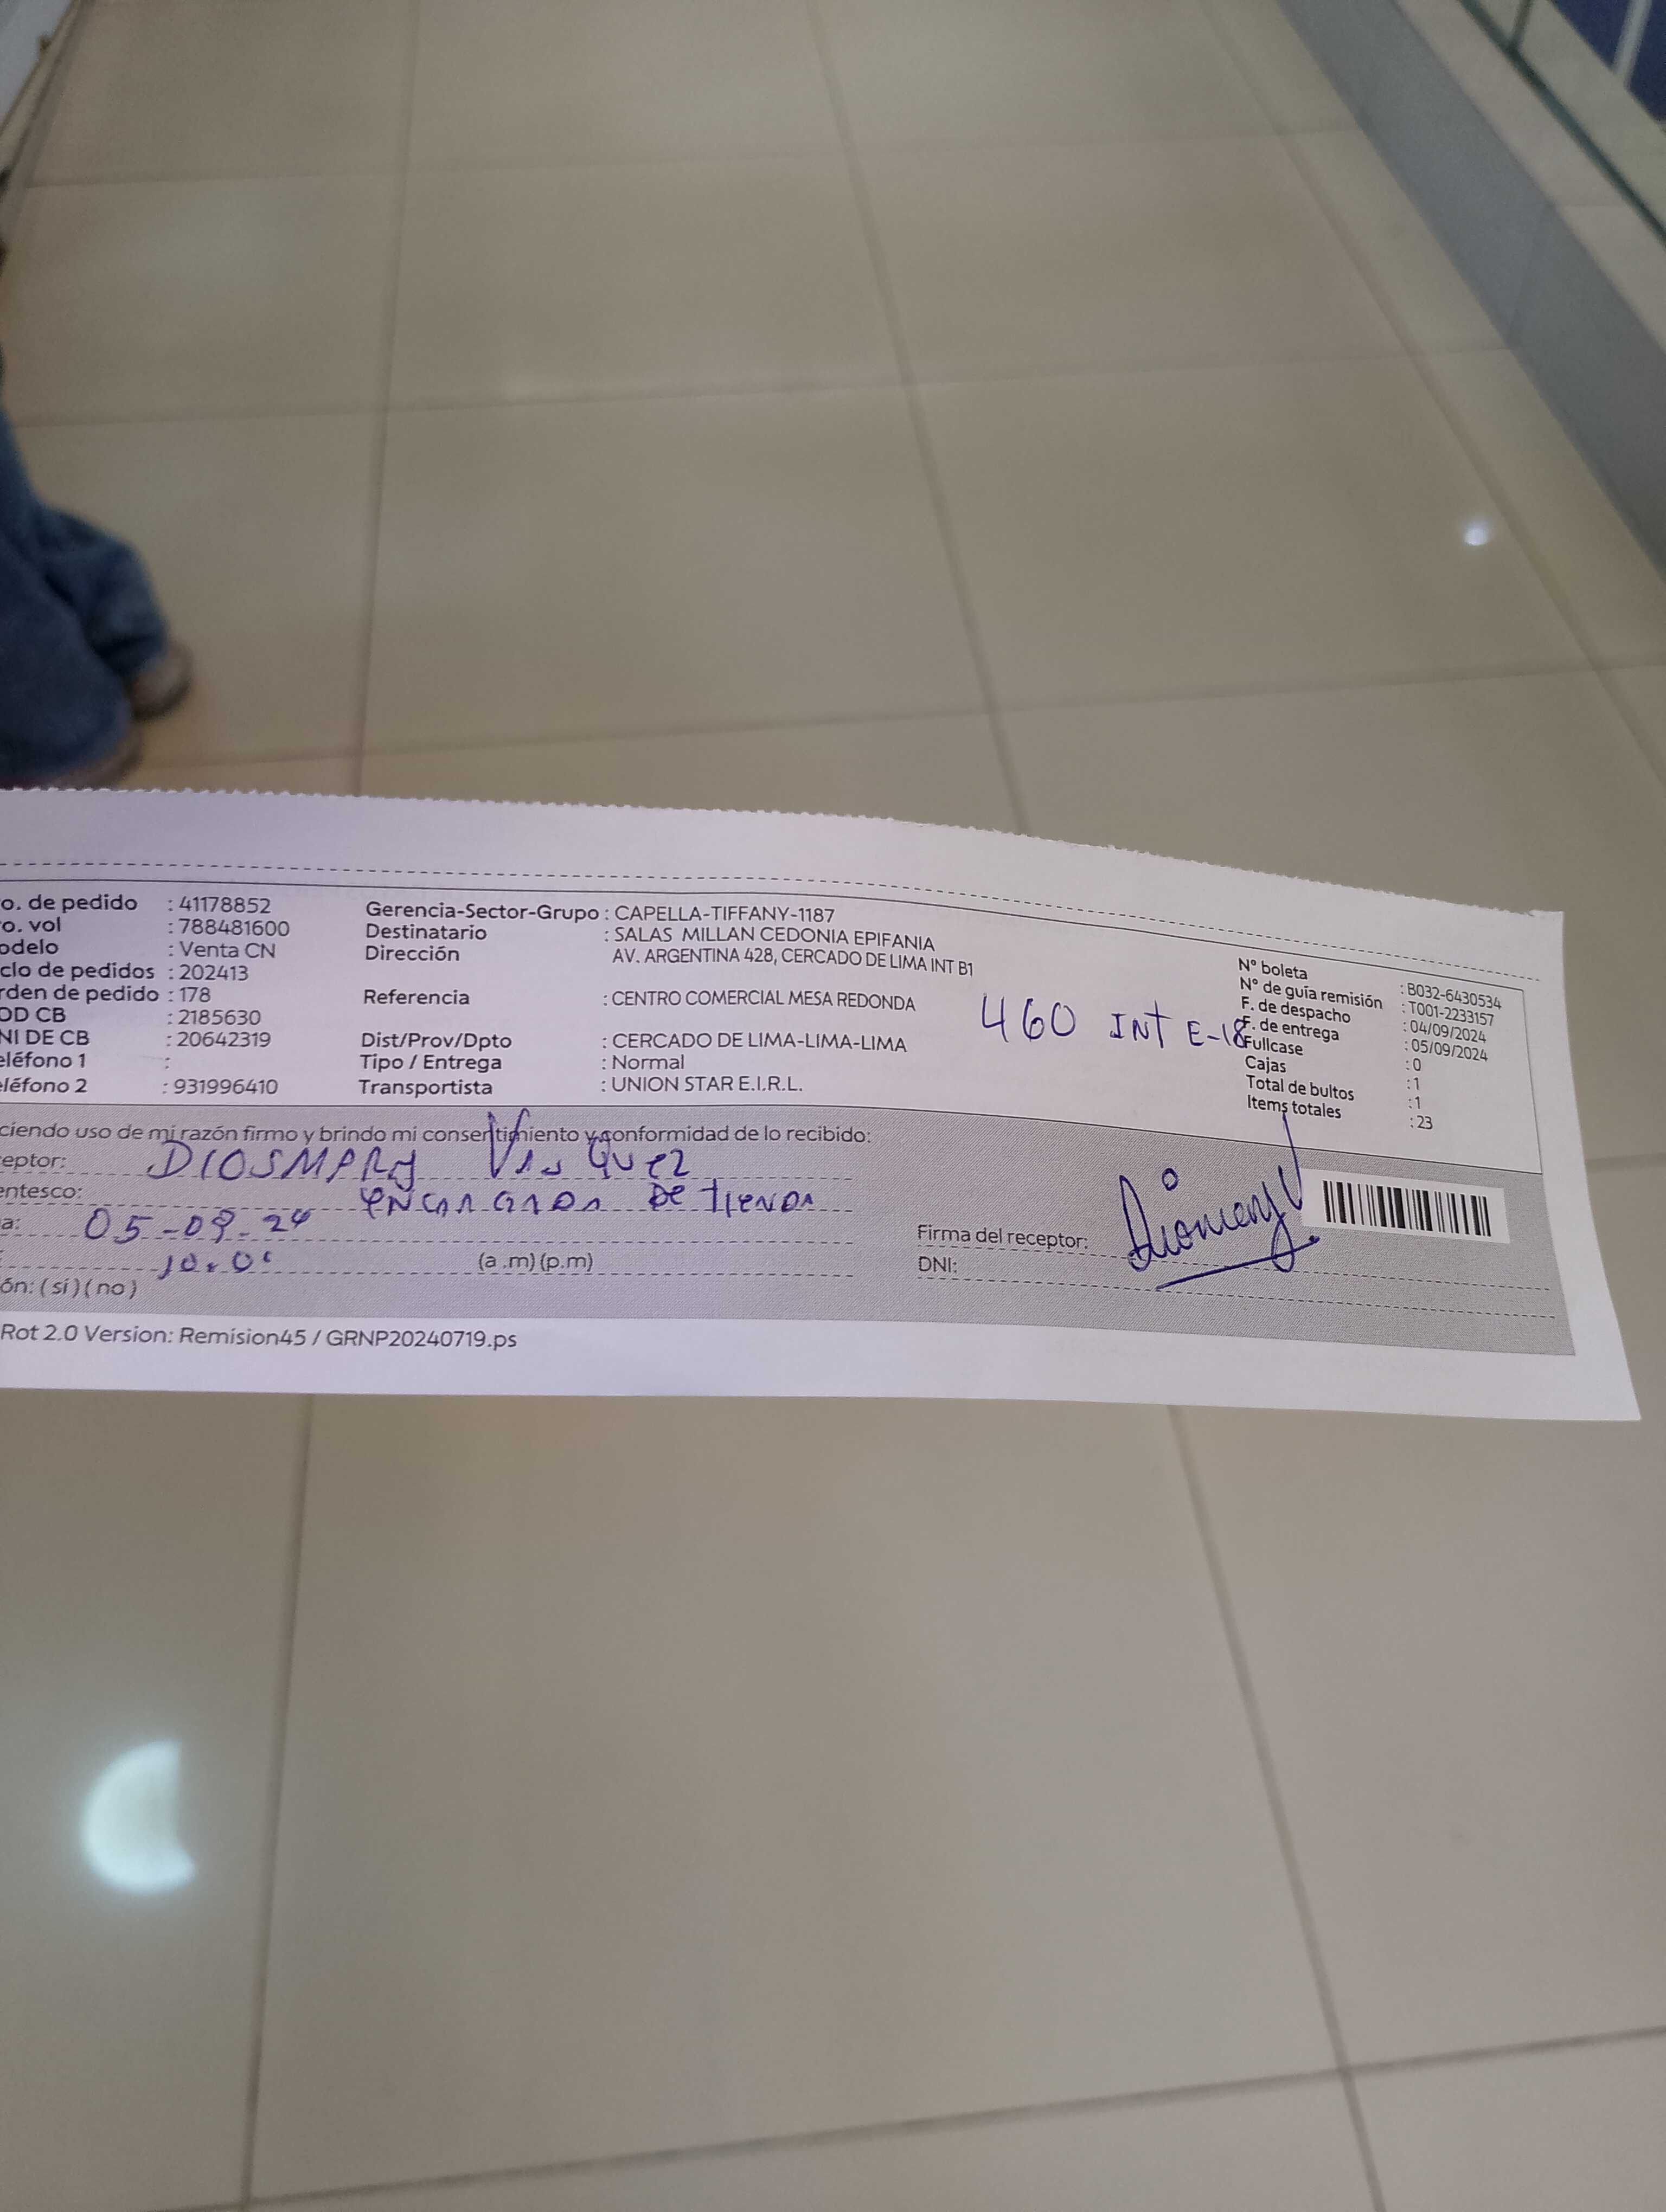 o. de pedido : 41178852
o. vol : 788481600
odelo : Venta CN
clo de pedidos : 202413
rden de pedido : 178
OD CB : 2185630
NI DE CB : 20642319
eléfono 1 :
eléfono 2 : 931996410
Gerencia-Sector-Grupo : CAPELLA-TIFFANY-1187
Destinatario : SALAS MILLAN CEDONIA EPIFANIA
Dirección AV. ARGENTINA 428, CERCADO DE LIMA INT B1
Referencia : CENTRO COMERCIAL MESA REDONDA
Dist/Prov/Dpto : CERCADO DE LIMA-LIMA-LIMA
Tipo / Entrega : Normal
Transportista : UNION STAR E.I.R.L.
460 INT E-18
N° boleta : B032-6430534
N° de guía remisión : T001-2233157
F. de despacho : 04/09/2024
F. de entrega : 05/09/2024
Fullcase : 0
Cajas : 1
Total de bultos : 1
Items totales : 23
ciendo uso de mi razón firmo y brindo mi consentimiento y conformidad de lo recibido:
eptor: DIOSMARy VasQuez
entesco: ENCARGADA DE TIENDA
a: 05-09-24
: 10:00 (a .m) (p.m)
ón: ( si ) ( no )
Firma del receptor:
DNI:
Rot 2.0 Version: Remision45 / GRNP20240719.ps